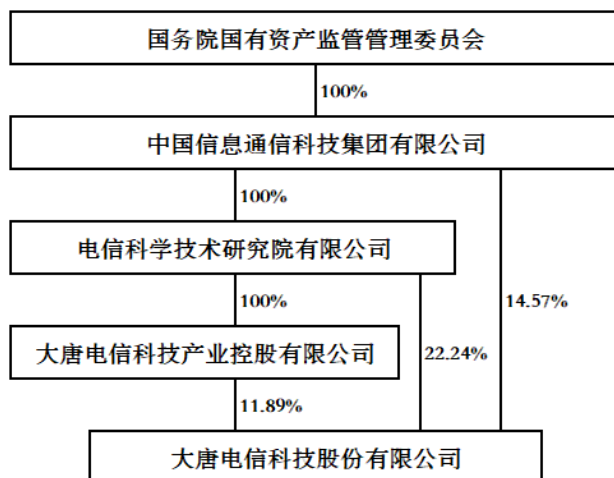 国务院国有资产监管管理委员会
100%
中国信息通信科技集团有限公司
100%
电信科学技术研究院有限公司
100%
14.57%
大唐电信科技产业控股有限公司
22.24%
11.89%
大唐电信科技股份有限公司